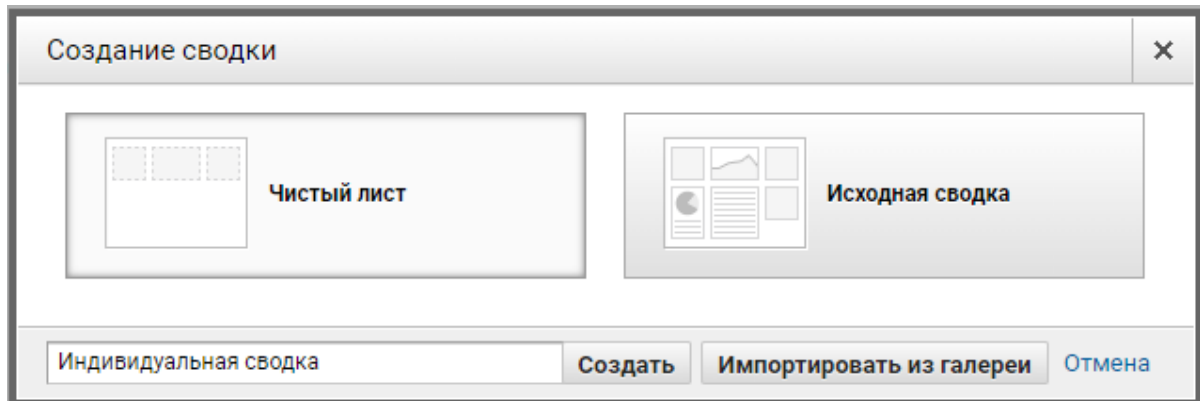 Создание сводки
Чистый лист
Исходная сводка
Индивидуальная сводка
Создать
Импортировать из галереи
Отмена